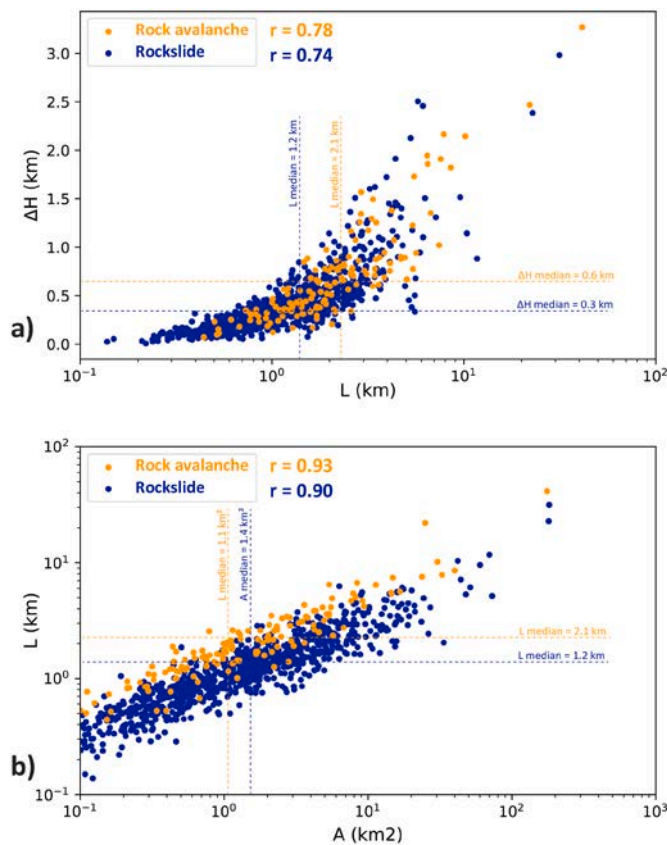 Rock avalanche r = 0.78
Rockslide r = 0.74
3.0
2.5
2.0
1.5
1.0
0.5
0.0
ΔH (km)
L median = 1.2 km
L median = 2.1 km
ΔH median = 0.6 km
ΔH median = 0.3 km
a)
10⁻¹ 10⁰ 10¹ 10²
L (km)
Rock avalanche r = 0.93
Rockslide r = 0.90
10²
10¹
10⁰
10⁻¹
L (km)
L median = 1.1 km²
A median = 1.4 km²
L median = 2.1 km
L median = 1.2 km
b)
10⁻¹ 10⁰ 10¹ 10² 10³
A (km2)